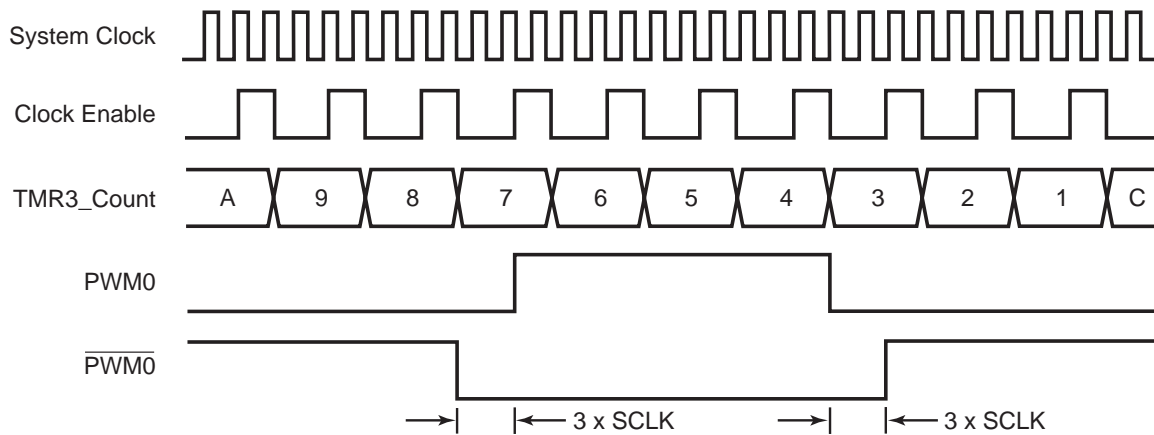 System Clock
Clock Enable
TMR3_Count A 9 8 7 6 5 4 3 2 1 C
PWM0
P̅W̅M̅0̅
3 x SCLK 3 x SCLK